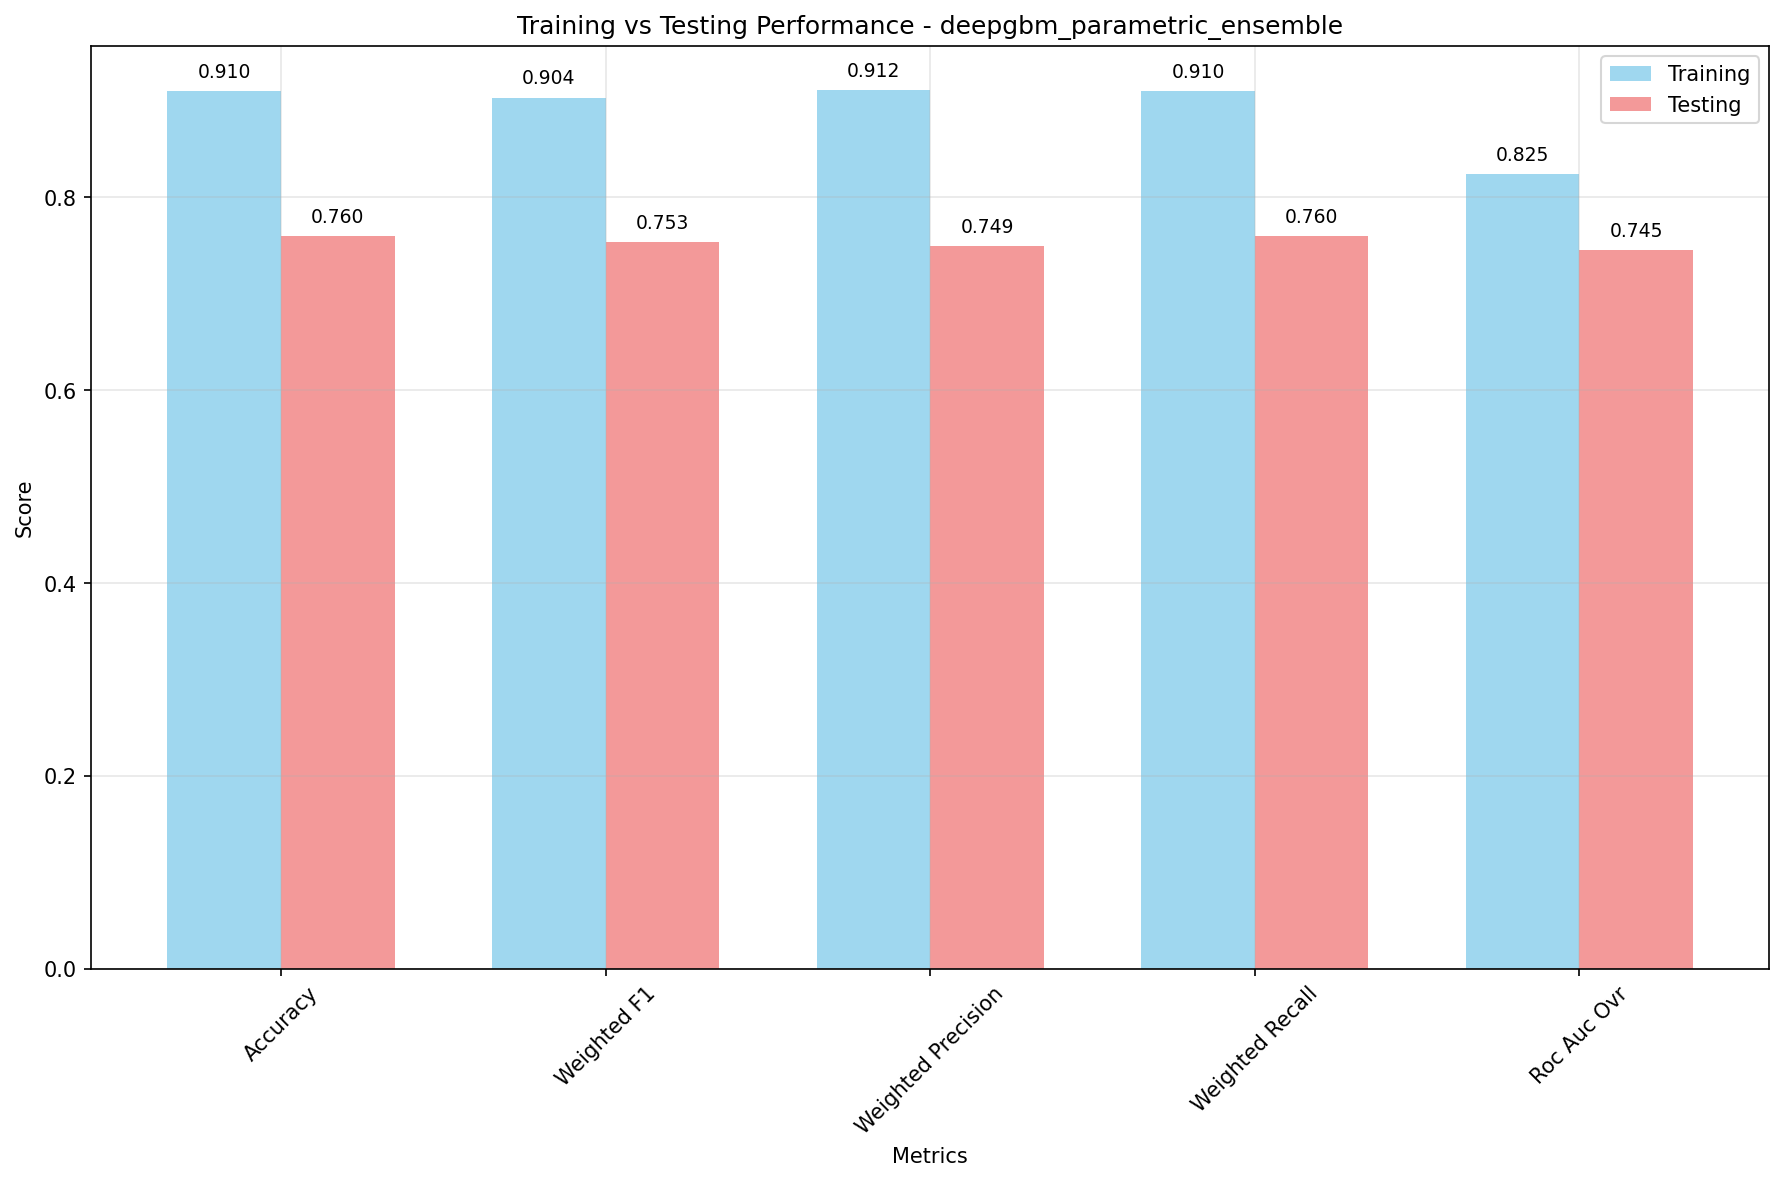 Training vs Testing Performance - deepgbm_parametric_ensemble
Training
Testing
0.910
0.904
0.912
0.910
0.825
0.760
0.753
0.749
0.760
0.745
Score
0.8
0.6
0.4
0.2
0.0
Accuracy
Weighted F1
Weighted Precision
Weighted Recall
Roc Auc Ovr
Metrics